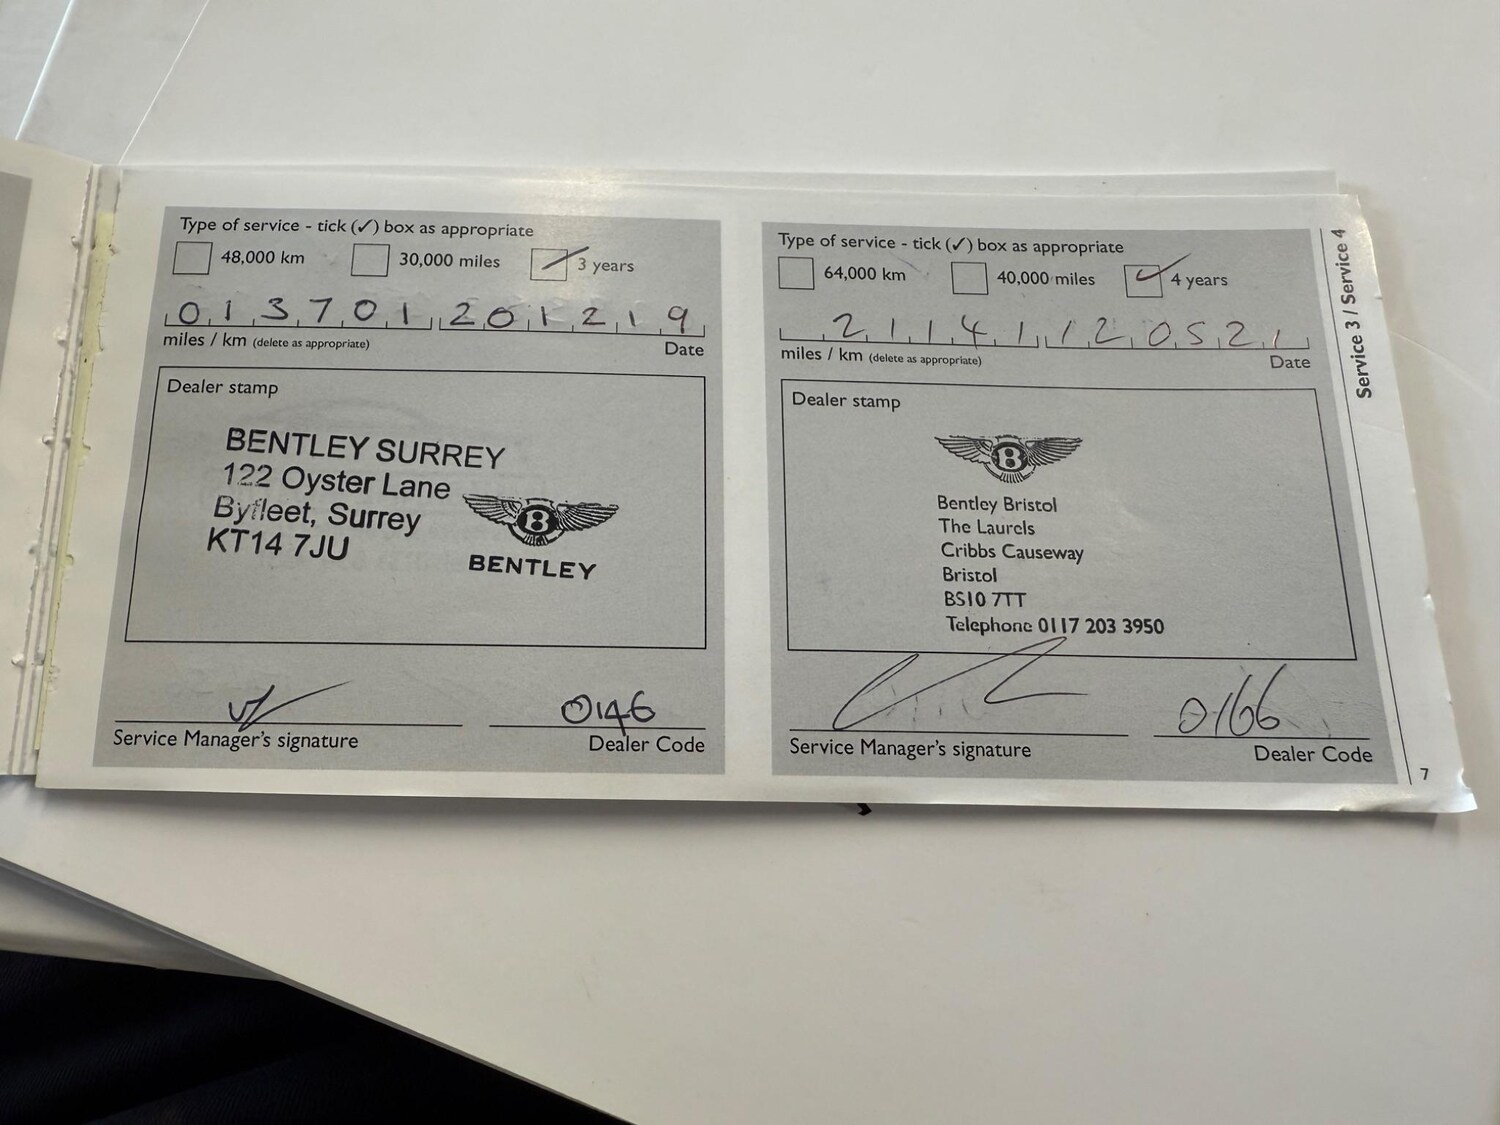 Type of service - tick (✓) box as appropriate
48,000 km 30,000 miles 3 years
013701 201219
miles / km (delete as appropriate) Date
Dealer stamp
BENTLEY SURREY
122 Oyster Lane
Byfleet, Surrey
KT14 7JU
B
BENTLEY
0146
Service Manager's signature Dealer Code
Type of service - tick (✓) box as appropriate
64,000 km 40,000 miles 4 years
21141 120521
miles / km (delete as appropriate) Date
Dealer stamp
B
Bentley Bristol
The Laurels
Cribbs Causeway
Bristol
BS10 7TT
Telephone 0117 203 3950
0166
Service Manager's signature Dealer Code
Service 3 / Service 4
7